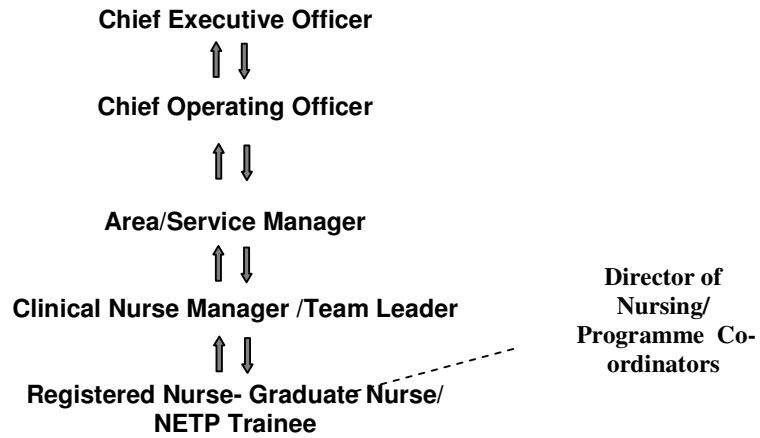 Chief Executive Officer
Chief Operating Officer
Area/Service Manager
Clinical Nurse Manager /Team Leader
Director of
Nursing/
Programme Co-
ordinators
Registered Nurse- Graduate Nurse/
NETP Trainee